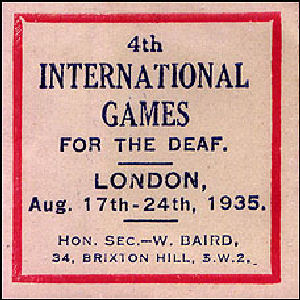 4th
INTERNATIONAL
GAMES
FOR THE DEAF.
LONDON,
Aug. 17th-24th, 1935.
HON. SEC.—W. BAIRD,
34, BRIXTON HILL, S.W.2.